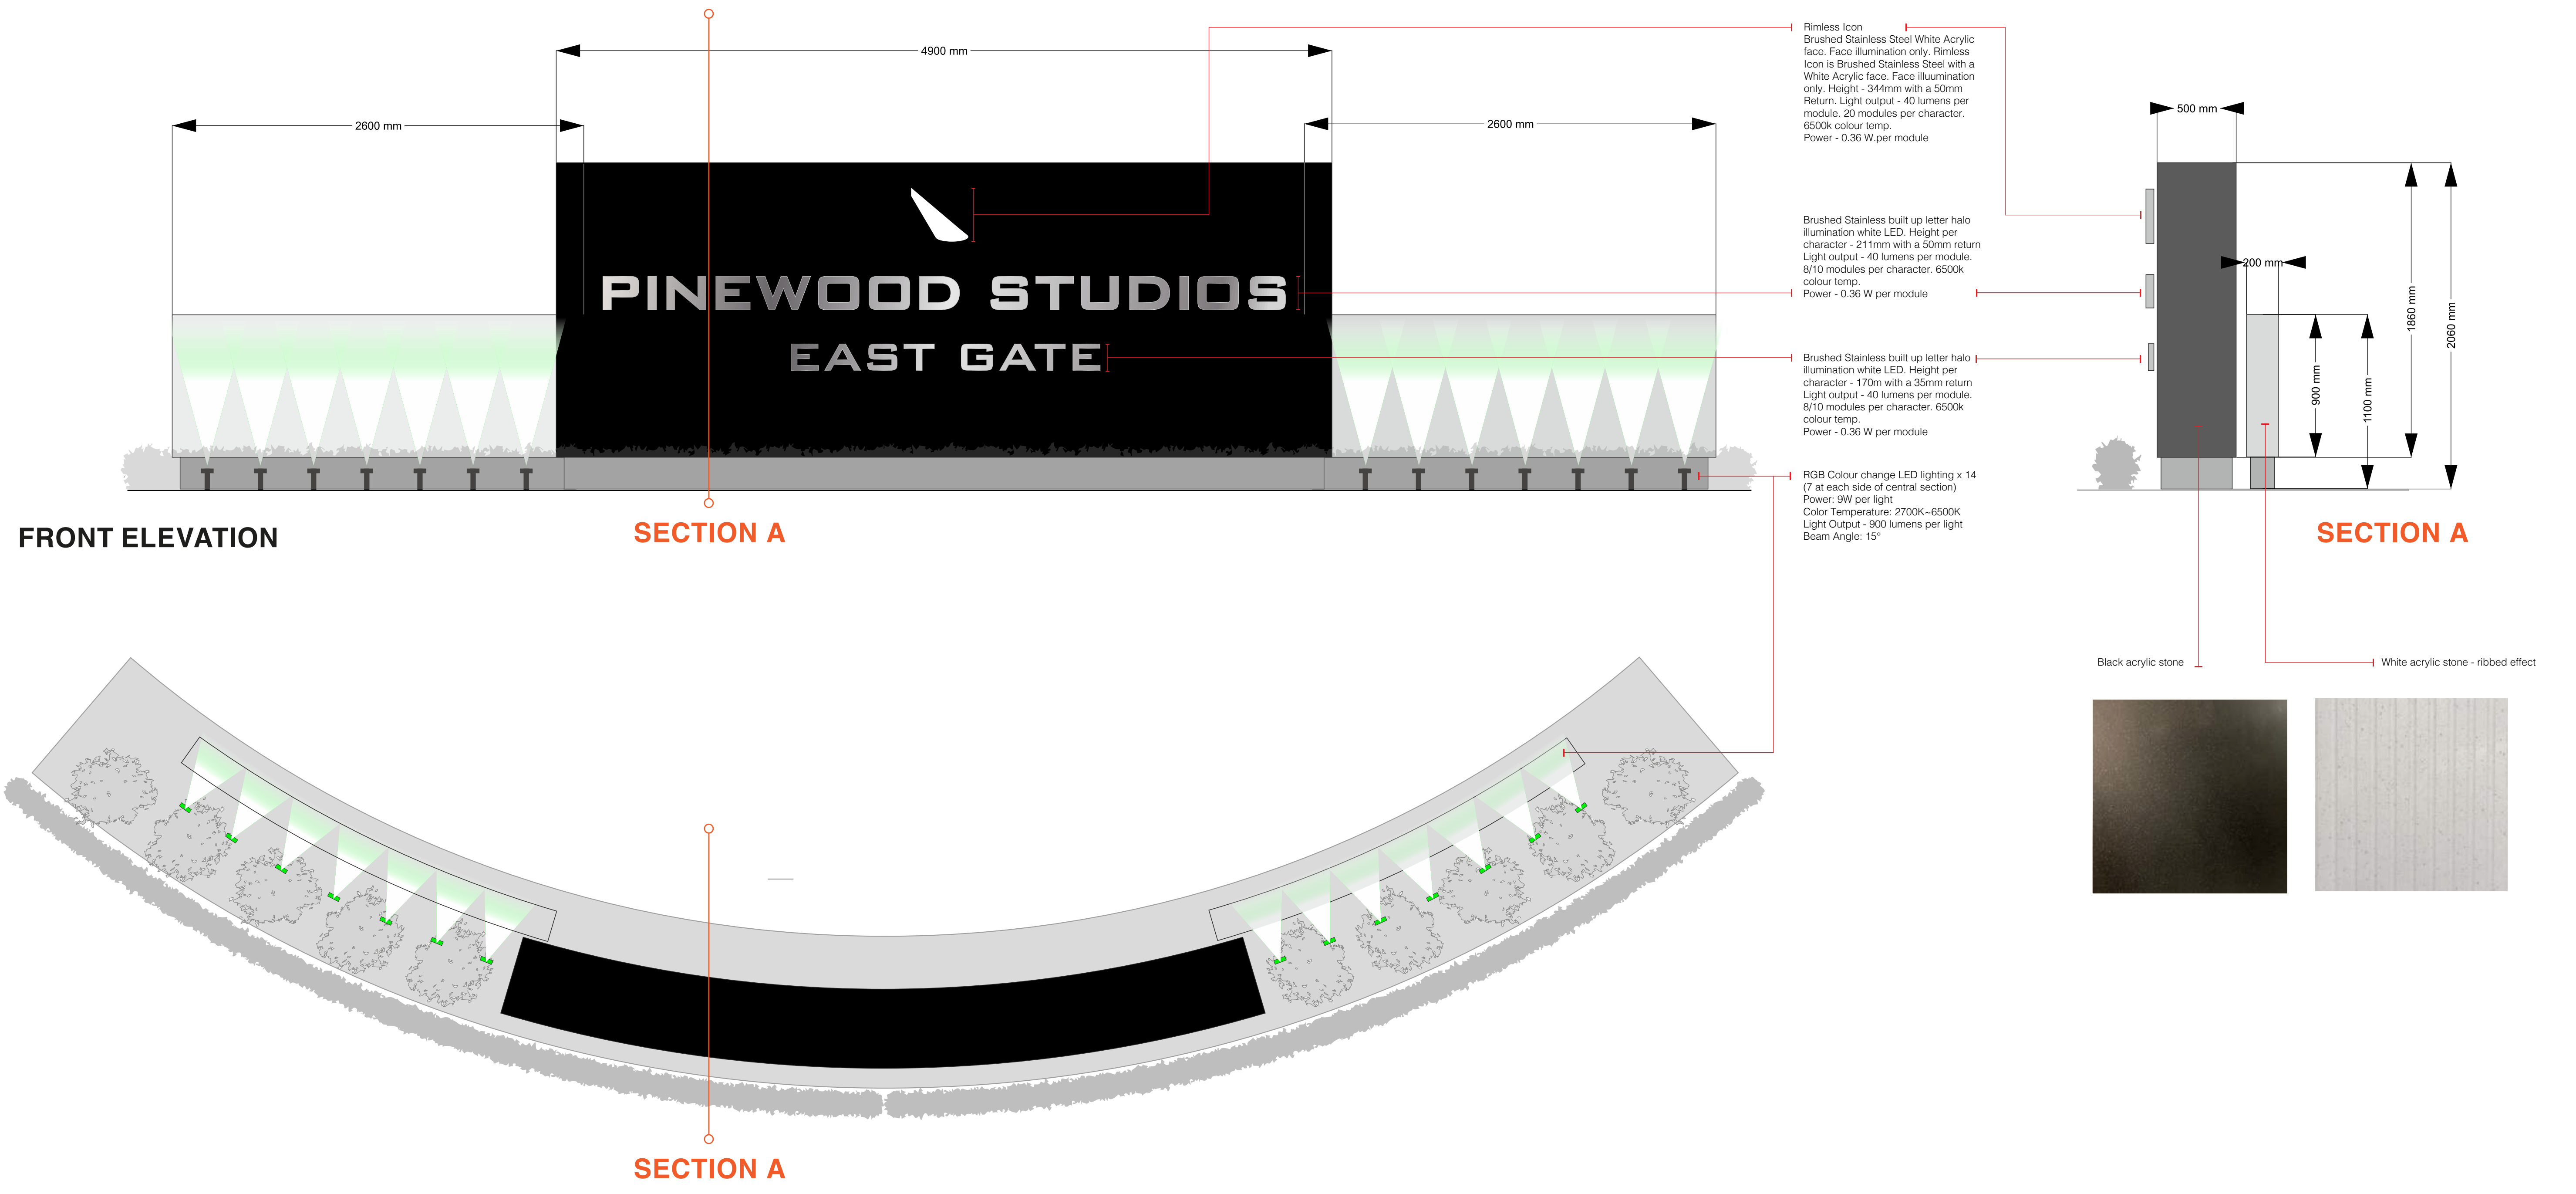 4900 mm
2600 mm
2600 mm
PINEWOOD STUDIOS
EAST GATE
FRONT ELEVATION
SECTION A
Rimless Icon
Brushed Stainless Steel White Acrylic
face. Face illumination only. Rimless
Icon is Brushed Stainless Steel with a
White Acrylic face. Face illuumination
only. Height - 344mm with a 50mm
Return. Light output - 40 lumens per
module. 20 modules per character.
6500k colour temp.
Power - 0.36 W.per module
Brushed Stainless built up letter halo
illumination white LED. Height per
character - 211mm with a 50mm return
Light output - 40 lumens per module.
8/10 modules per character. 6500k
colour temp.
Power - 0.36 W per module
Brushed Stainless built up letter halo
illumination white LED. Height per
character - 170m with a 35mm return
Light output - 40 lumens per module.
8/10 modules per character. 6500k
colour temp.
Power - 0.36 W per module
RGB Colour change LED lighting x 14
(7 at each side of central section)
Power: 9W per light
Color Temperature: 2700K~6500K
Light Output - 900 lumens per light
Beam Angle: 15°
500 mm
200 mm
900 mm
1100 mm
1860 mm
2060 mm
SECTION A
Black acrylic stone
White acrylic stone - ribbed effect
SECTION A